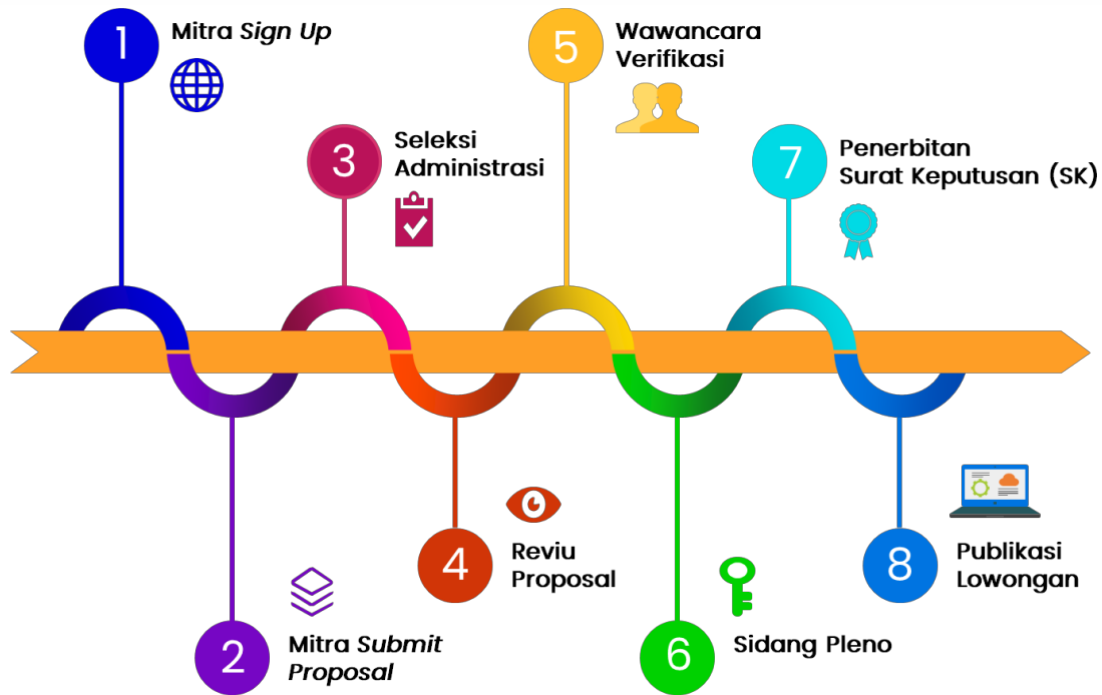 1
Mitra Sign Up
2
Mitra Submit
Proposal
3
Seleksi
Administrasi
4
Reviu
Proposal
5
Wawancara
Verifikasi
6
Sidang Pleno
7
Penerbitan
Surat Keputusan (SK)
8
Publikasi
Lowongan